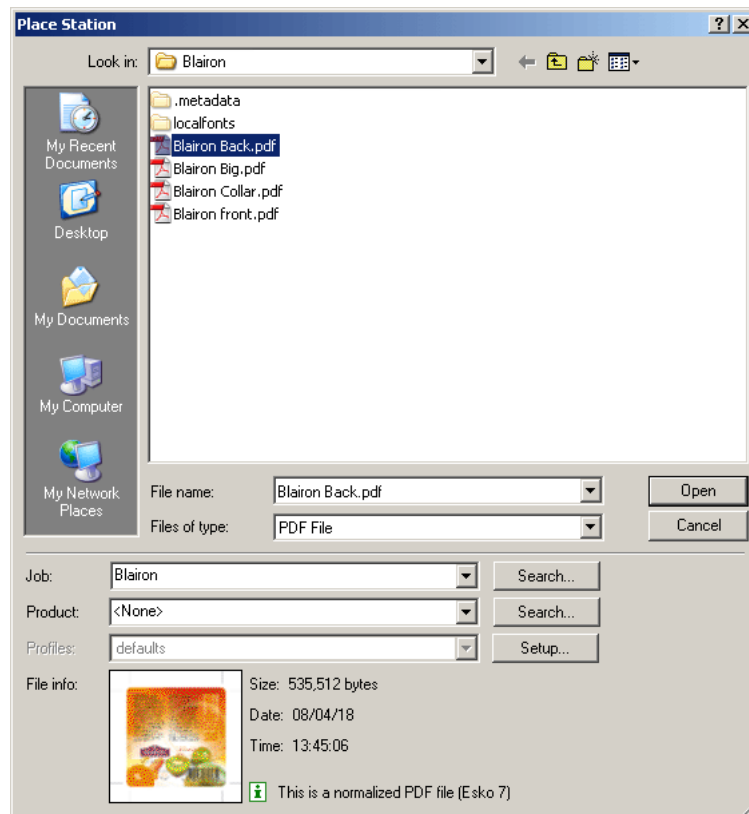 Place Station
Look in: Blairon
.metadata
localfonts
Blairon Back.pdf
Blairon Big.pdf
Blairon Collar.pdf
Blairon front.pdf
My Recent
Documents
Desktop
My Documents
My Computer
My Network
Places
File name: Blairon Back.pdf Open
Files of type: PDF File Cancel
Job: Blairon Search...
Product: <None> Search...
Profiles: defaults Setup...
File info: Size: 535,512 bytes
Date: 08/04/18
Time: 13:45:06
This is a normalized PDF file (Esko 7)